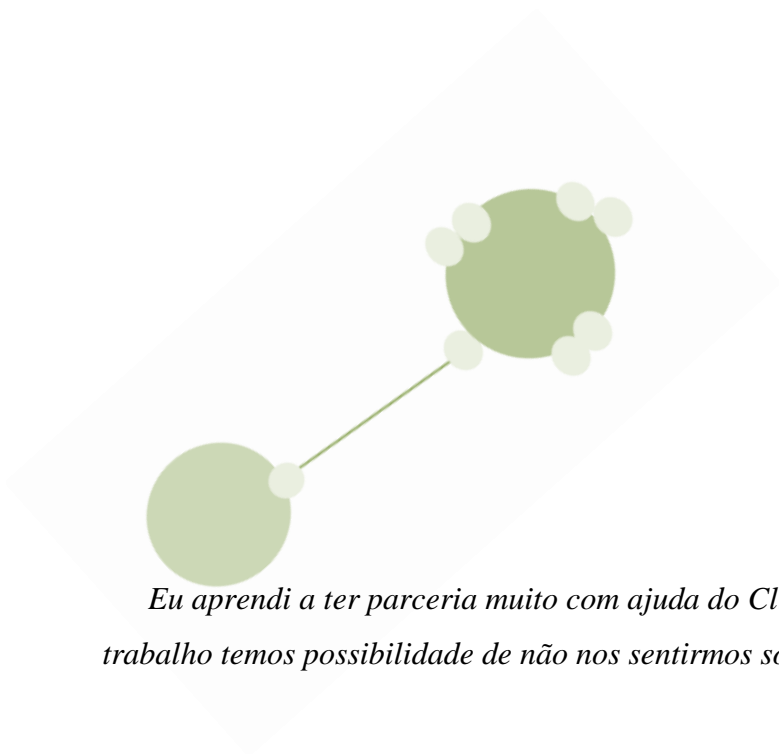 Eu aprendi a ter parceria muito com ajuda do
trabalho temos possibilidade de não nos sentirmos